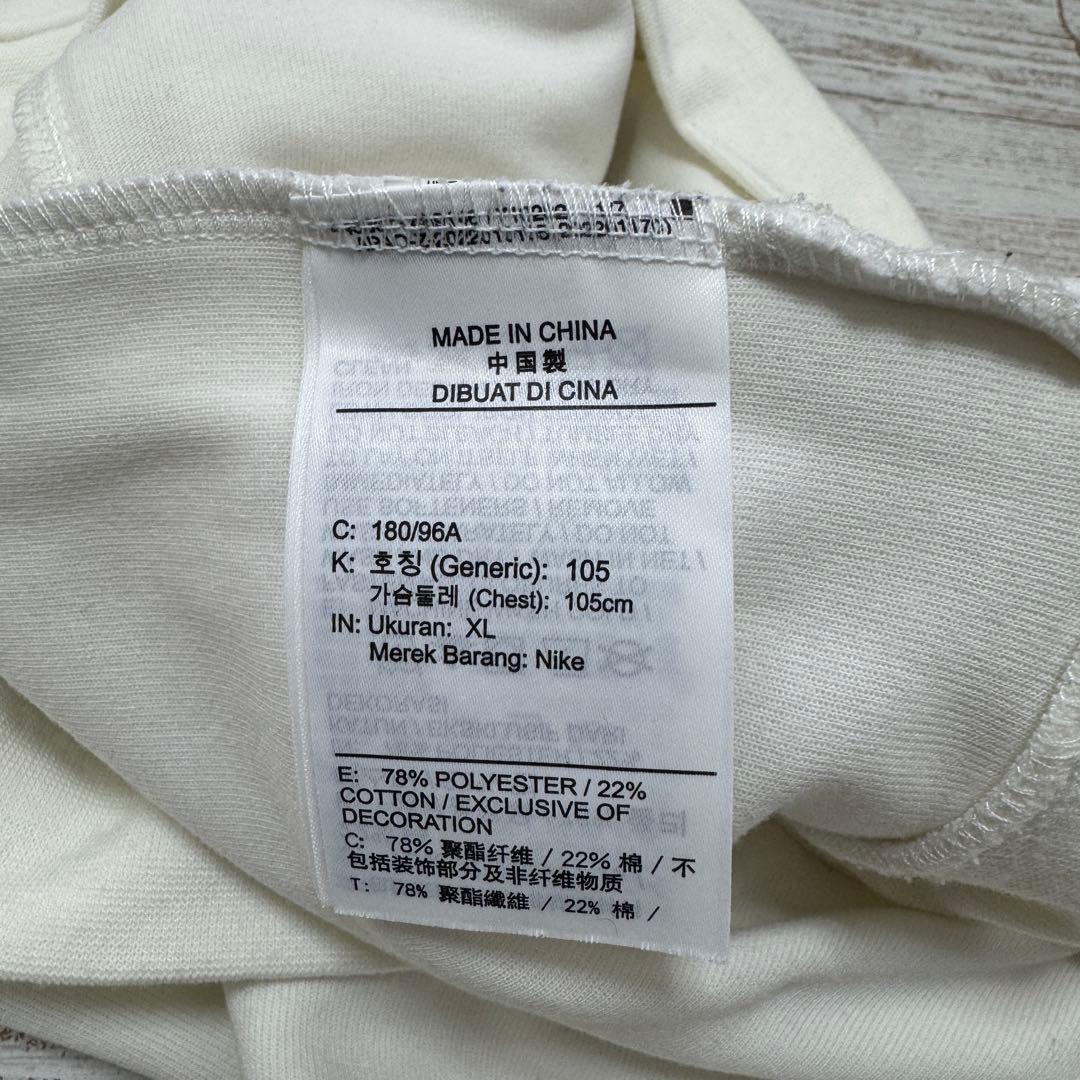 MADE IN CHINA
中国製
DIBUAT DI CINA
C: 180/96A
K: 호칭 (Generic): 105
가슴둘레 (Chest): 105cm
IN: Ukuran: XL
Merek Barang: Nike
E: 78% POLYESTER / 22%
COTTON / EXCLUSIVE OF
DECORATION
C: 78% 聚酯纤维 / 22% 棉 / 不
包括装饰部分及非纤维物质
T: 78% 聚酯纖維 / 22% 棉 /